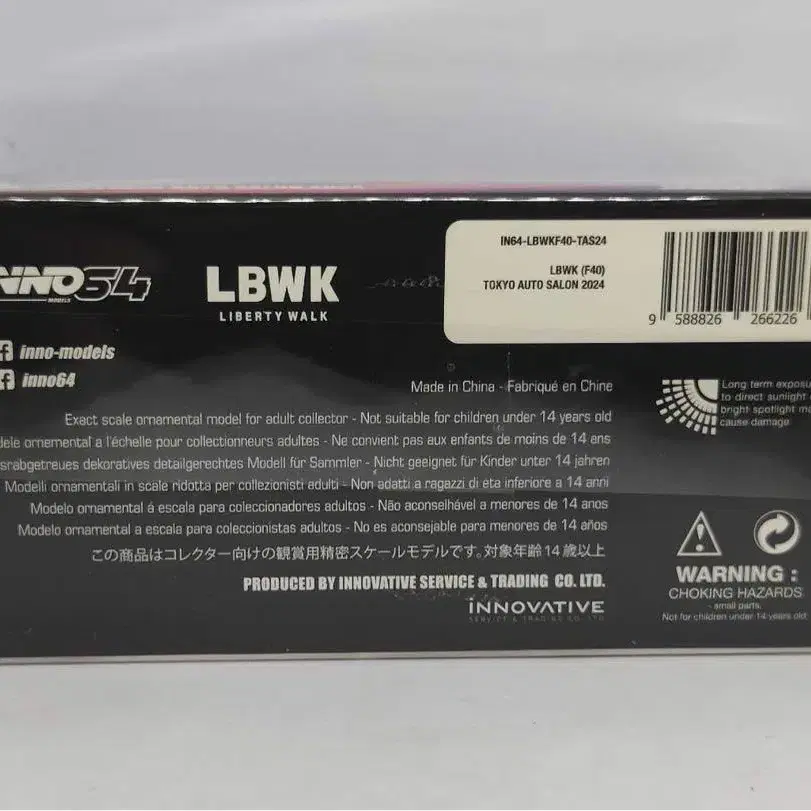 INNO64
MODELS
LBWK
LIBERTY WALK
IN64-LBWKF40-TAS24
LBWK (F40)
TOKYO AUTO SALON 2024
9 588826 266226
inno-models
inno64
Made in China - Fabriqué en Chine
Long term exposu
to direct sunlight
bright spotlight m
cause damage
Exact scale ornamental model for adult collector - Not suitable for children under 14 years old
dele ornemental a l'échelle pour collectionneurs adultes - Ne convient pas aux enfants de moins de 14 ans
srabgetreues dekoratives detailgerechtes Modell für Sammler - Nicht geeignet für Kinder unter 14 jahren
Modelli ornamentali in scale ridotta per collezionisti adulti - Non adatti a ragazzi di eta inferiore a 14 anni
Modelo ornamental á escala para coleccionadores adultos - Não aconselhável a menores de 14 anos
Modelo ornamental a escala para coleccionistas adultos - No es aconsejable para menores de 14 años
この商品はコレクター向けの観賞用精密スケールモデルです。対象年齢14歳以上
PRODUCED BY INNOVATIVE SERVICE & TRADING CO. LTD.
INNOVATIVE
SERVICE & TRADING CO. LTD
WARNING :
CHOKING HAZARDS
- small parts.
Not for children under 14 years old